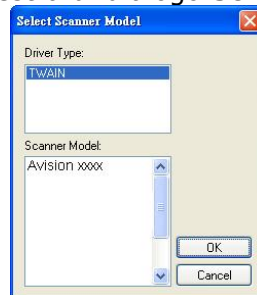 Select Scanner Model
Driver Type:
TWAIN
Scanner Model:
Avision xxxx
OK
Cancel